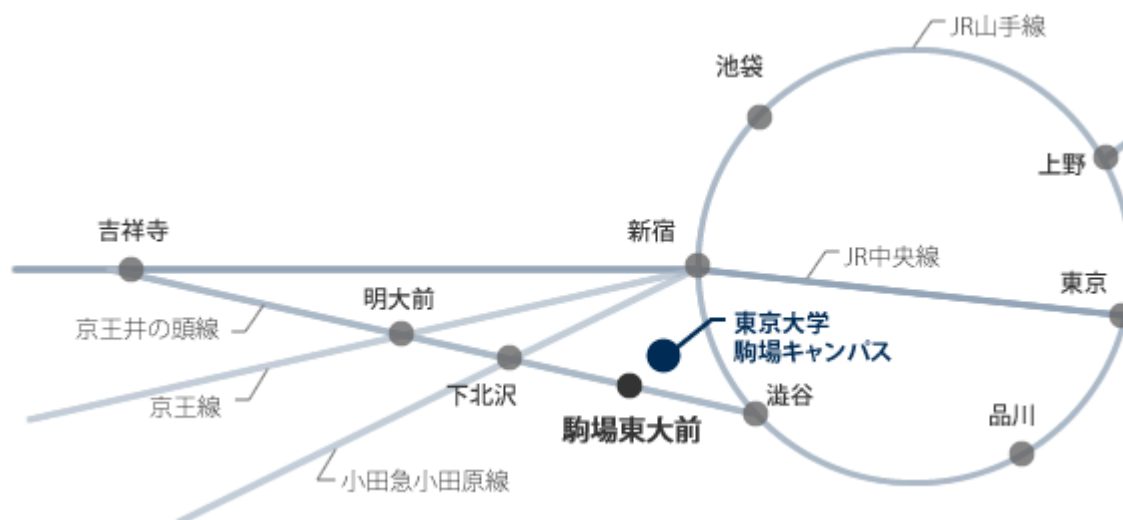 JR山手線
池袋
上野
吉祥寺
新宿
JR中央線
東京
明大前
京王井の頭線
東京大学
駒場キャンパス
下北沢
澁谷
京王線
駒場東大前
品川
小田急小田原線